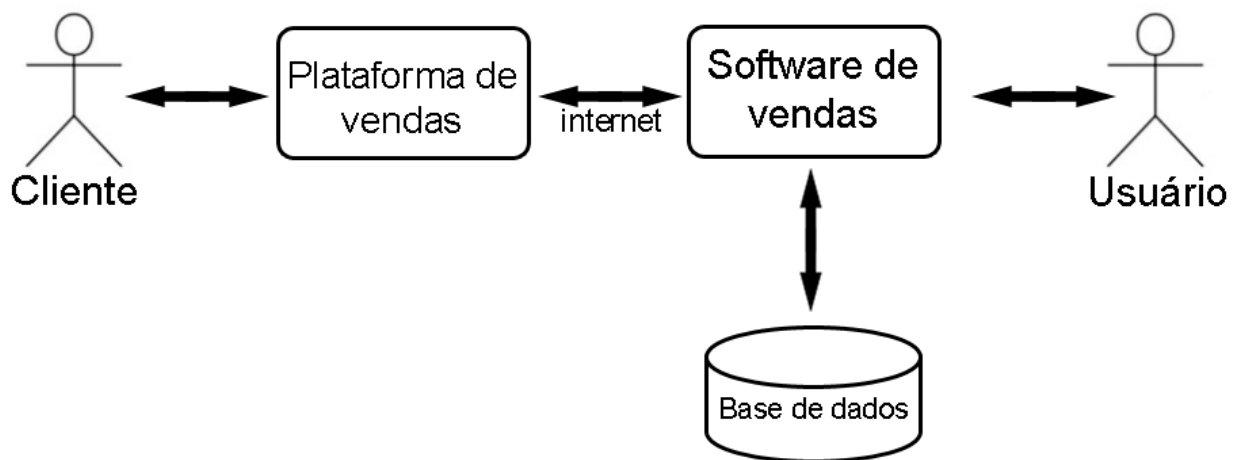 Plataforma de
vendas
internet
Software de
vendas
Cliente
Usuário
Base de dados